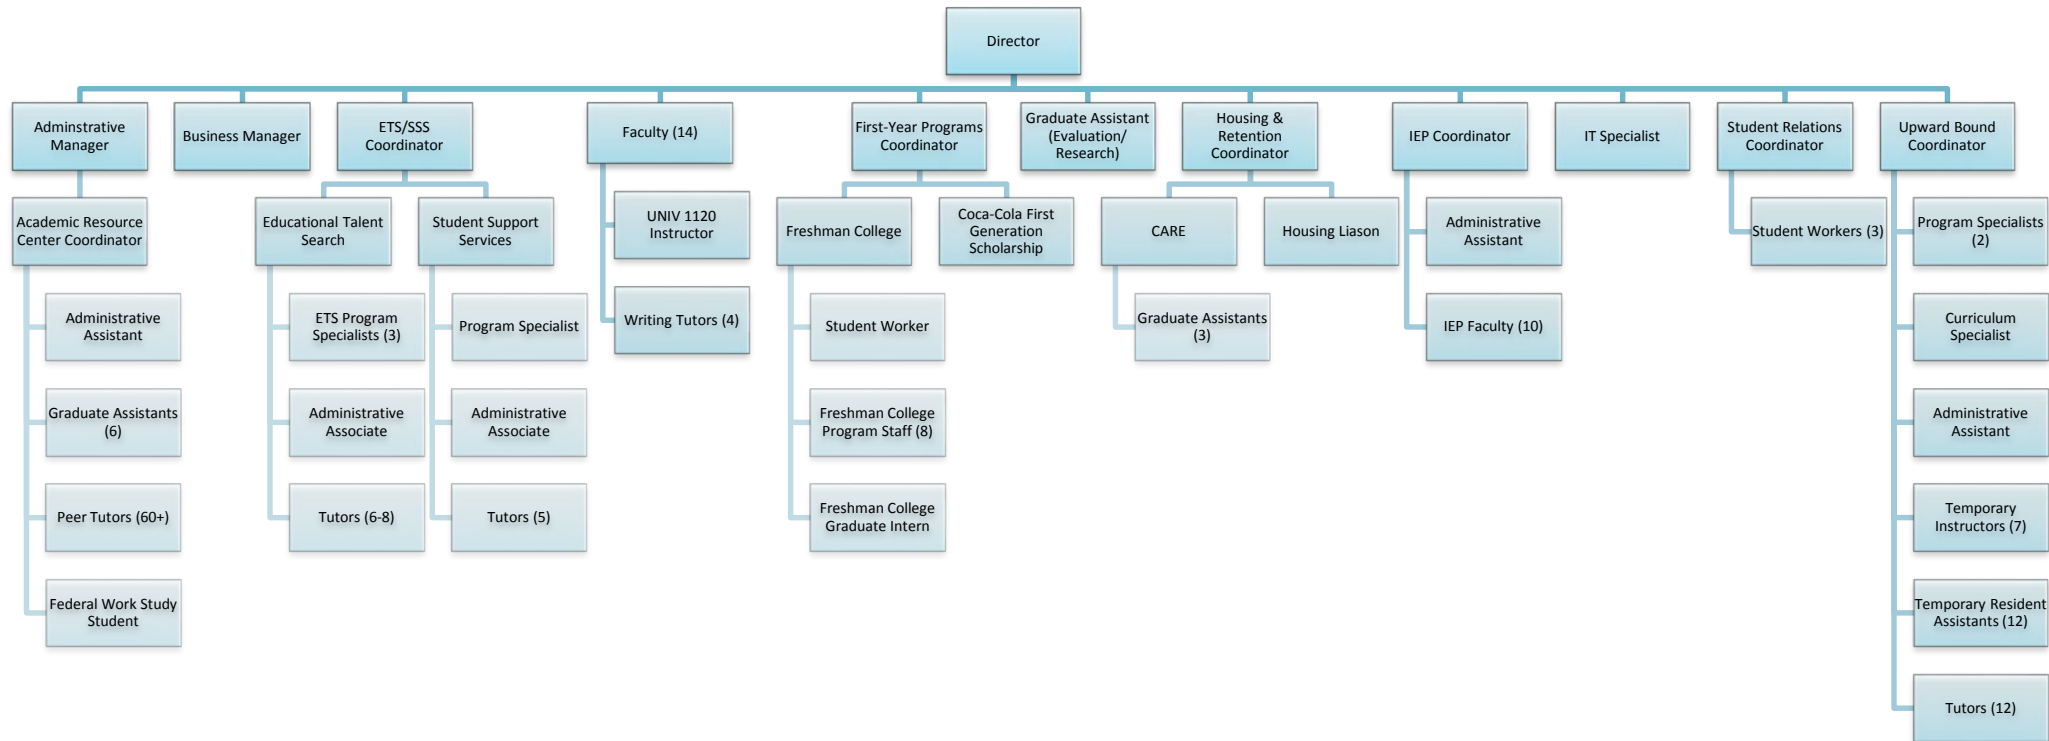 Director
Adminstrative
Manager
Business Manager
ETS/SSS
Coordinator
Faculty (14)
First-Year Programs
Coordinator
Graduate Assistant
(Evaluation/
Research)
Housing &
Retention
Coordinator
IEP Coordinator
IT Specialist
Student Relations
Coordinator
Upward Bound
Coordinator
Academic Resource
Center Coordinator
Educational Talent
Search
Student Support
Services
UNIV 1120
Instructor
Freshman College
Coca-Cola First
Generation
Scholarship
CARE
Housing Liason
Administrative
Assistant
Student Workers (3)
Program Specialists
(2)
Administrative
Assistant
ETS Program
Specialists (3)
Program Specialist
Writing Tutors (4)
Student Worker
Graduate Assistants
(3)
IEP Faculty (10)
Curriculum
Specialist
Graduate Assistants
(6)
Administrative
Associate
Administrative
Associate
Freshman College
Program Staff (8)
Administrative
Assistant
Peer Tutors (60+)
Tutors (6-8)
Tutors (5)
Freshman College
Graduate Intern
Temporary
Instructors (7)
Federal Work Study
Student
Temporary Resident
Assistants (12)
Tutors (12)